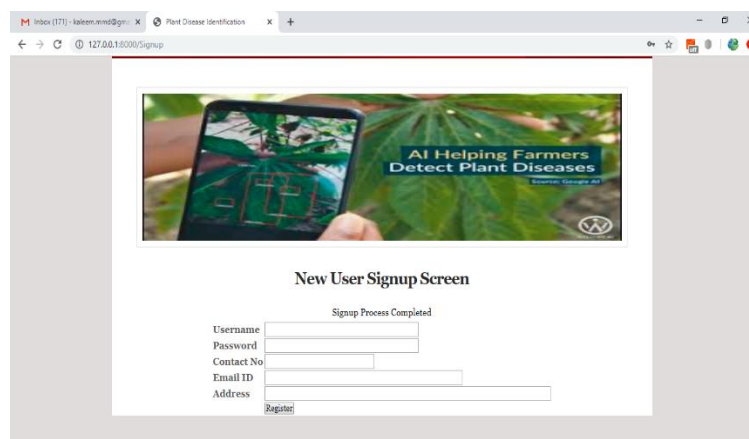 Inbox (171) - kaleem.mmd@gm
Plant Disease Identification
127.0.0.1:6000/Signup
AI Helping Farmers
Detect Plant Diseases
Source: Google AI
New User Signup Screen
Signup Process Completed
Username
Password
Contact No
Email ID
Address
Register